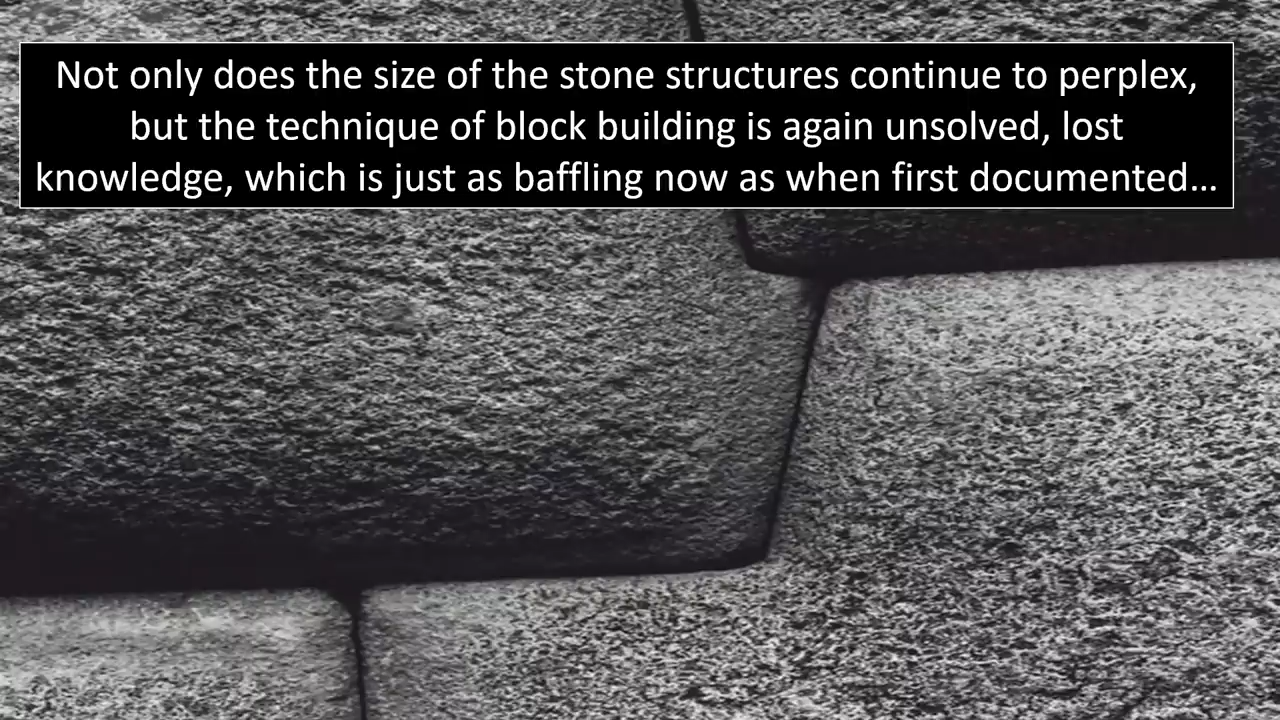 Not only does the size of the stone structures continue to perplex,
but the technique of block building is again unsolved, lost
knowledge, which is just as baffling now as when first documented…